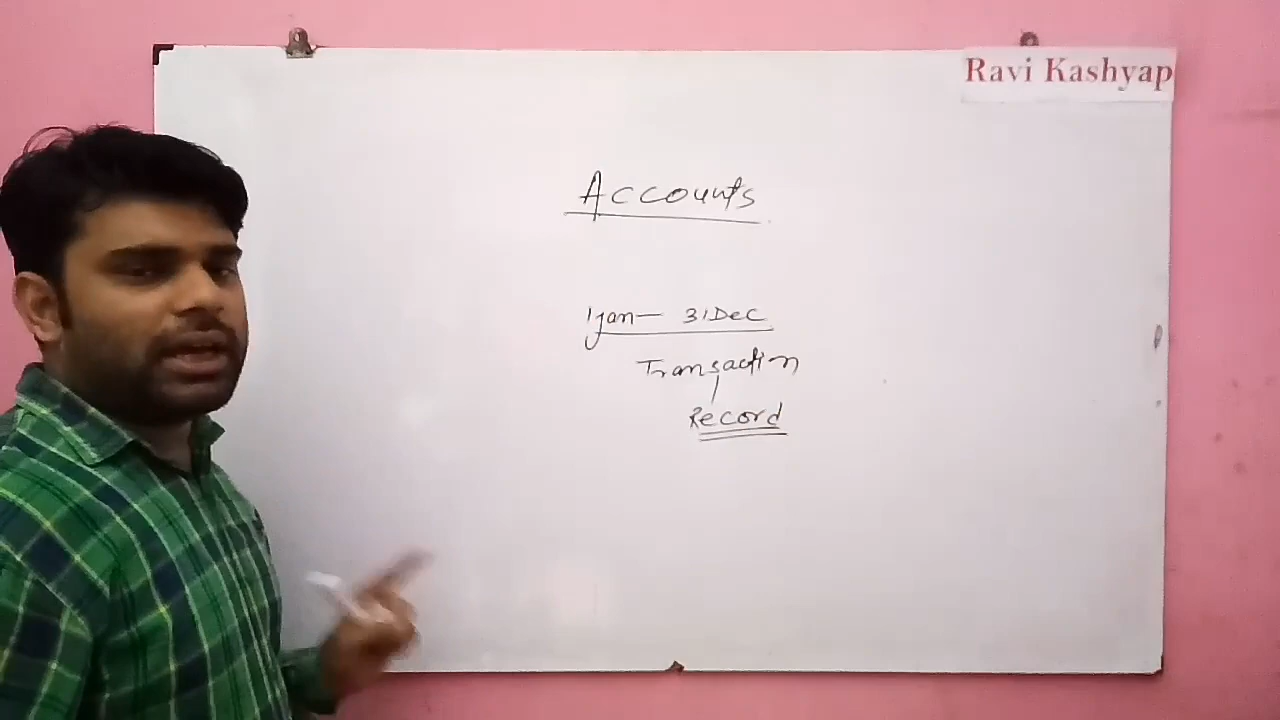 Ravi Kashyap
Accounts
1jan- 31Dec
Transaction
Record